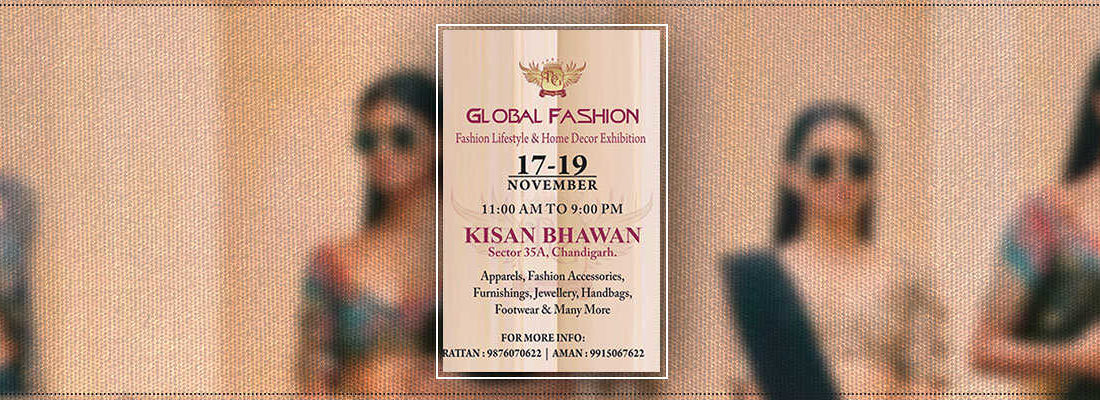 GLOBAL FASHION
Fashion Lifestyle & Home Decor Exhibition
17-19
NOVEMBER
11:00 AM TO 9:00 PM
KISAN BHAWAN
Sector 35A, Chandigarh.
Apparels, Fashion Accessories,
Furnishings, Jewellery, Handbags,
Footwear & Many More
FOR MORE INFO:
RATTAN : 9876070622 | AMAN : 9915067622